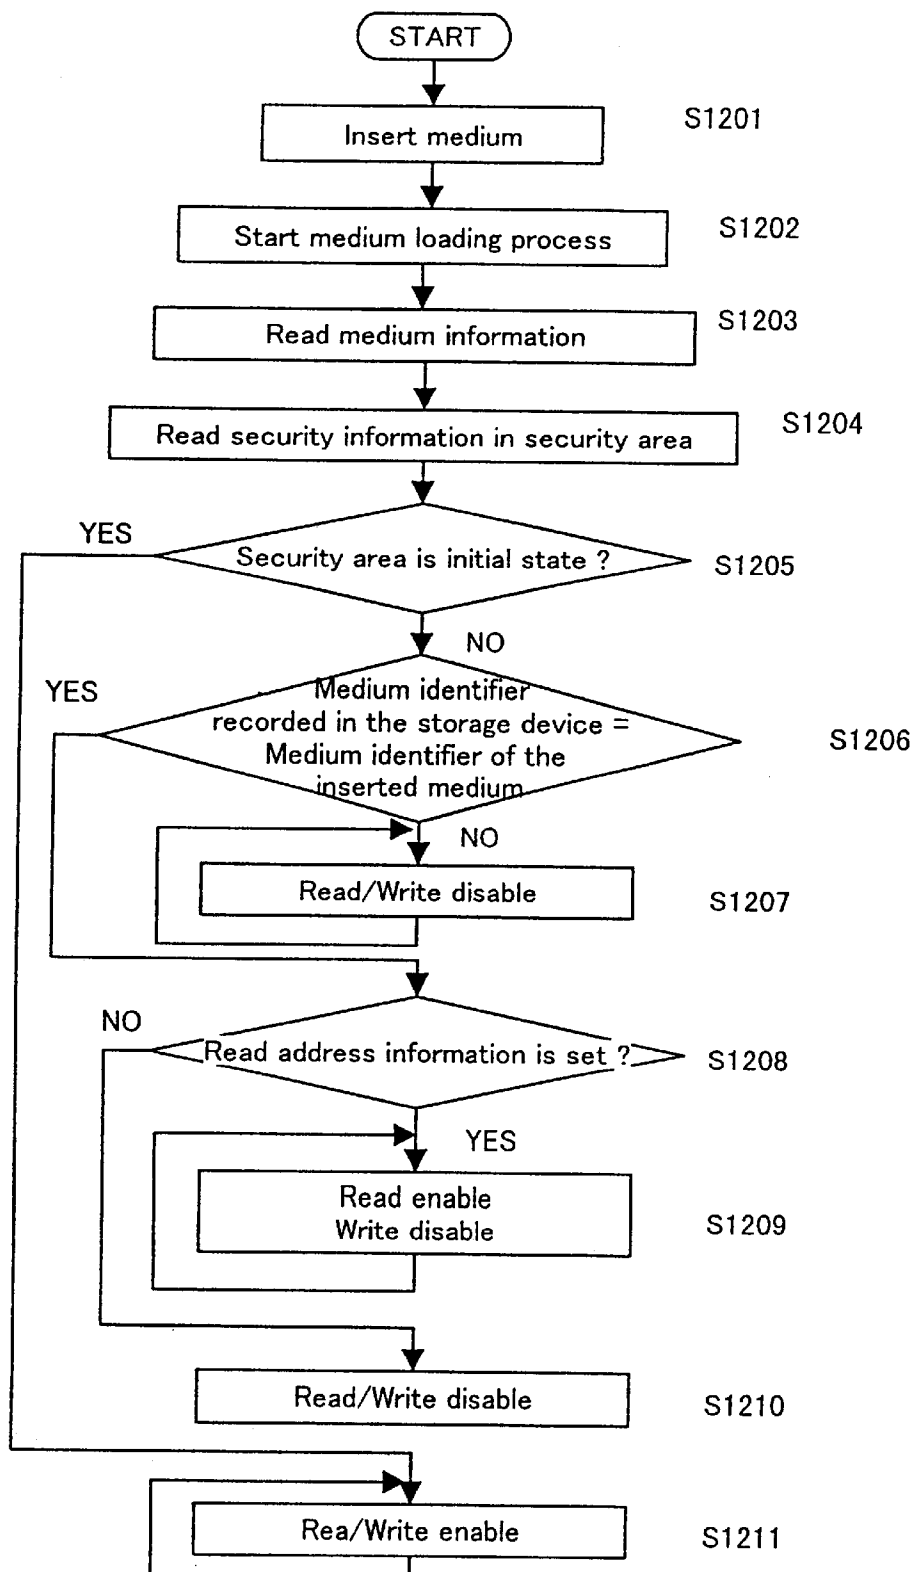 START
Insert medium
S1201
Start medium loading process
S1202
Read medium information
S1203
Read security information in security area
S1204
YES
Security area is initial state ?
S1205
NO
YES
Medium identifier
recorded in the storage device =
Medium identifier of the
inserted medium
S1206
NO
Read/Write disable
S1207
NO
Read address information is set ?
S1208
YES
Read enable
Write disable
S1209
Read/Write disable
S1210
Rea/Write enable
S1211